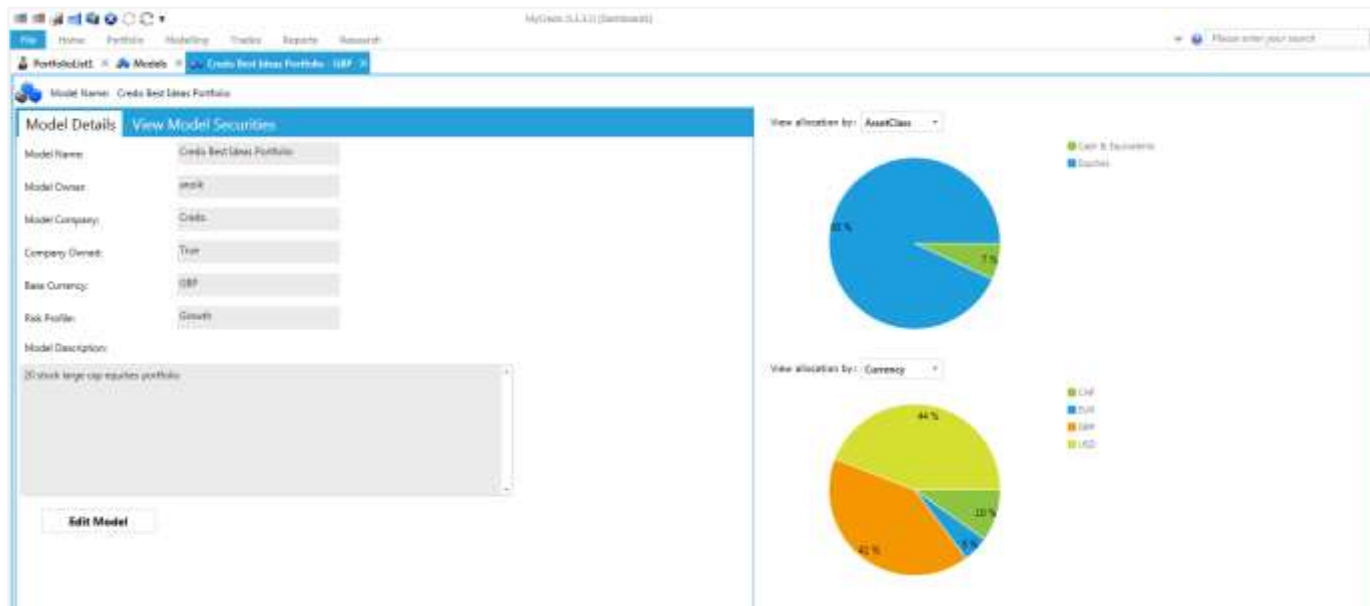 MyCredo [Dashboard]
File Home Portfolio Modelling Trades Reports Research
Please enter your search
PortfolioList1 Models Credo Best Ideas Portfolio - GBP
Model Name: Credo Best Ideas Portfolio
Model Details View Model Securities
Model Name: Credo Best Ideas Portfolio
Model Owner:
Model Company: Credo
Company Owned: True
Base Currency: GBP
Risk Profile: Growth
Model Description:
20 stock large cap equities portfolio
Edit Model
View allocation by: AssetClass
Cash & Equivalents
Equities
7 %
View allocation by: Currency
CHF
EUR
GBP
USD
44 %
10 %
5 %
41 %